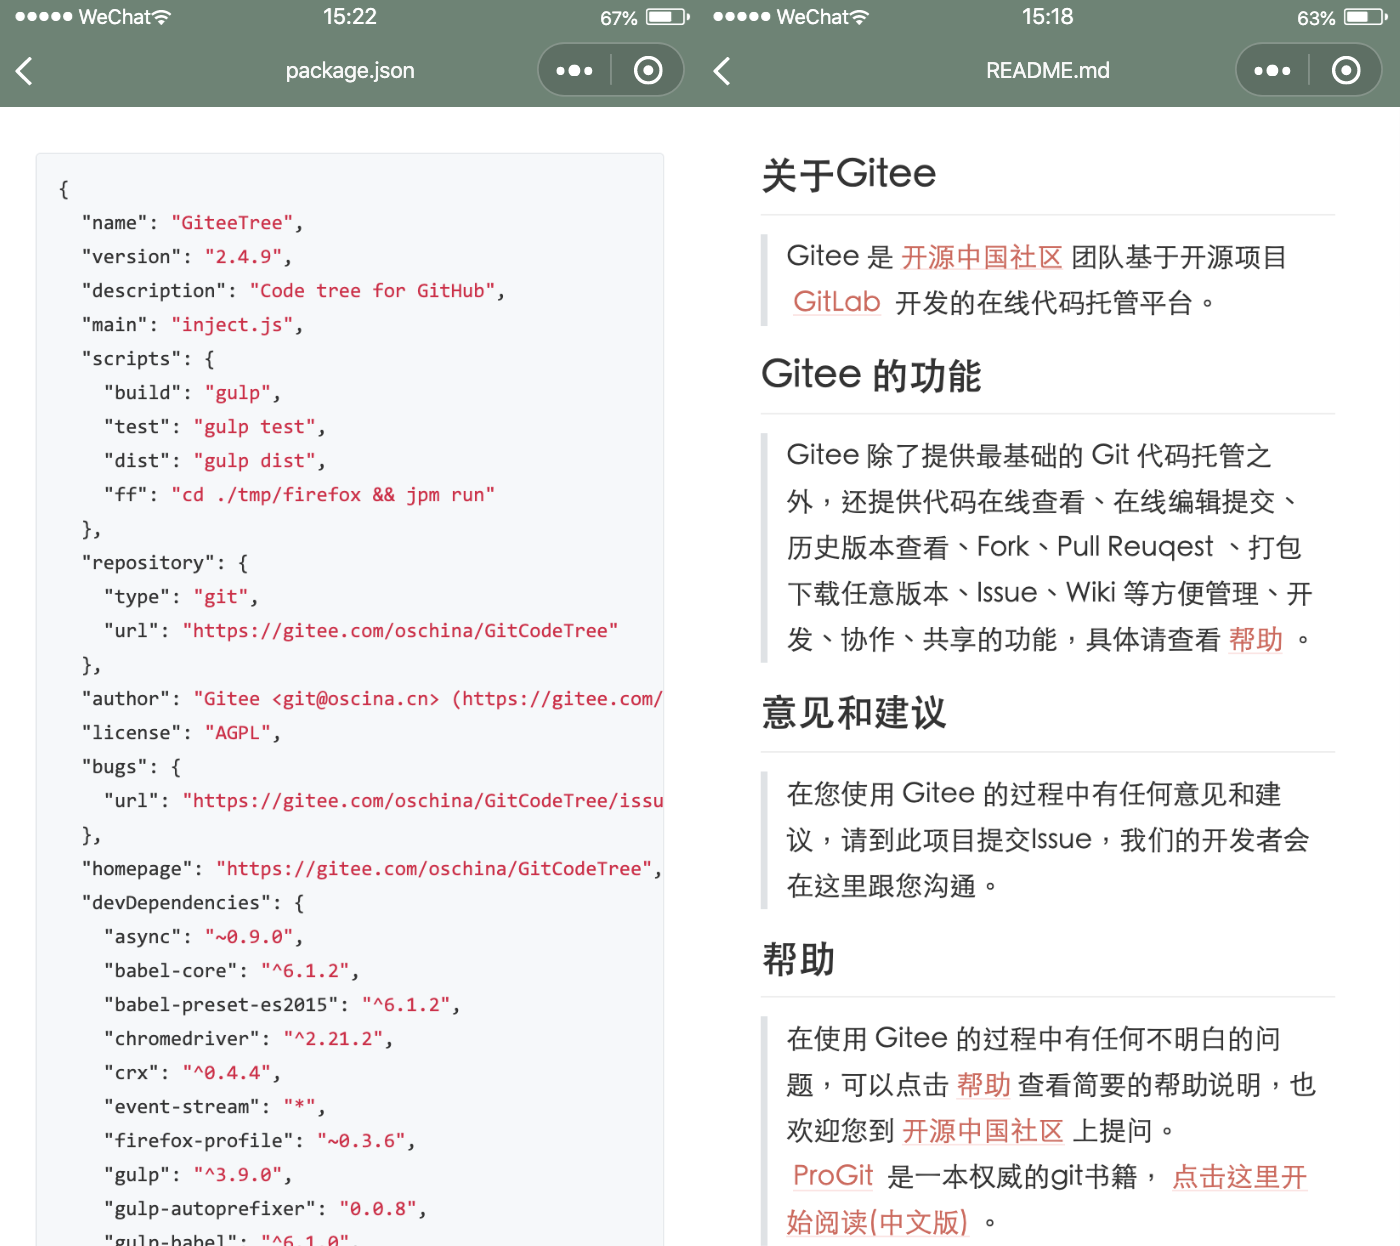 WeChat 15:22 67%
package.json
{
"name": "GiteeTree",
"version": "2.4.9",
"description": "Code tree for GitHub",
"main": "inject.js",
"scripts": {
"build": "gulp",
"test": "gulp test",
"dist": "gulp dist",
"ff": "cd ./tmp/firefox && jpm run"
},
"repository": {
"type": "git",
"url": "https://gitee.com/oschina/GitCodeTree"
},
"author": "Gitee <git@oscina.cn> (https://gitee.com/
"license": "AGPL",
"bugs": {
"url": "https://gitee.com/oschina/GitCodeTree/issu
},
"homepage": "https://gitee.com/oschina/GitCodeTree",
"devDependencies": {
"async": "~0.9.0",
"babel-core": "^6.1.2",
"babel-preset-es2015": "^6.1.2",
"chromedriver": "^2.21.2",
"crx": "^0.4.4",
"event-stream": "*",
"firefox-profile": "~0.3.6",
"gulp": "^3.9.0",
"gulp-autoprefixer": "0.0.8",
"gulp-babel": "^6.1.0",
WeChat 15:18 63%
README.md
关于Gitee
Gitee 是 开源中国社区 团队基于开源项目
GitLab 开发的在线代码托管平台。
Gitee 的功能
Gitee 除了提供最基础的 Git 代码托管之
外，还提供代码在线查看、在线编辑提交、
历史版本查看、Fork、Pull Reuqest 、打包
下载任意版本、Issue、Wiki 等方便管理、开
发、协作、共享的功能，具体请查看 帮助 。
意见和建议
在您使用 Gitee 的过程中有任何意见和建
议，请到此项目提交Issue，我们的开发者会
在这里跟您沟通。
帮助
在使用 Gitee 的过程中有任何不明白的问
题，可以点击 帮助 查看简要的帮助说明，也
欢迎您到 开源中国社区 上提问。
ProGit 是一本权威的git书籍， 点击这里开
始阅读(中文版) 。